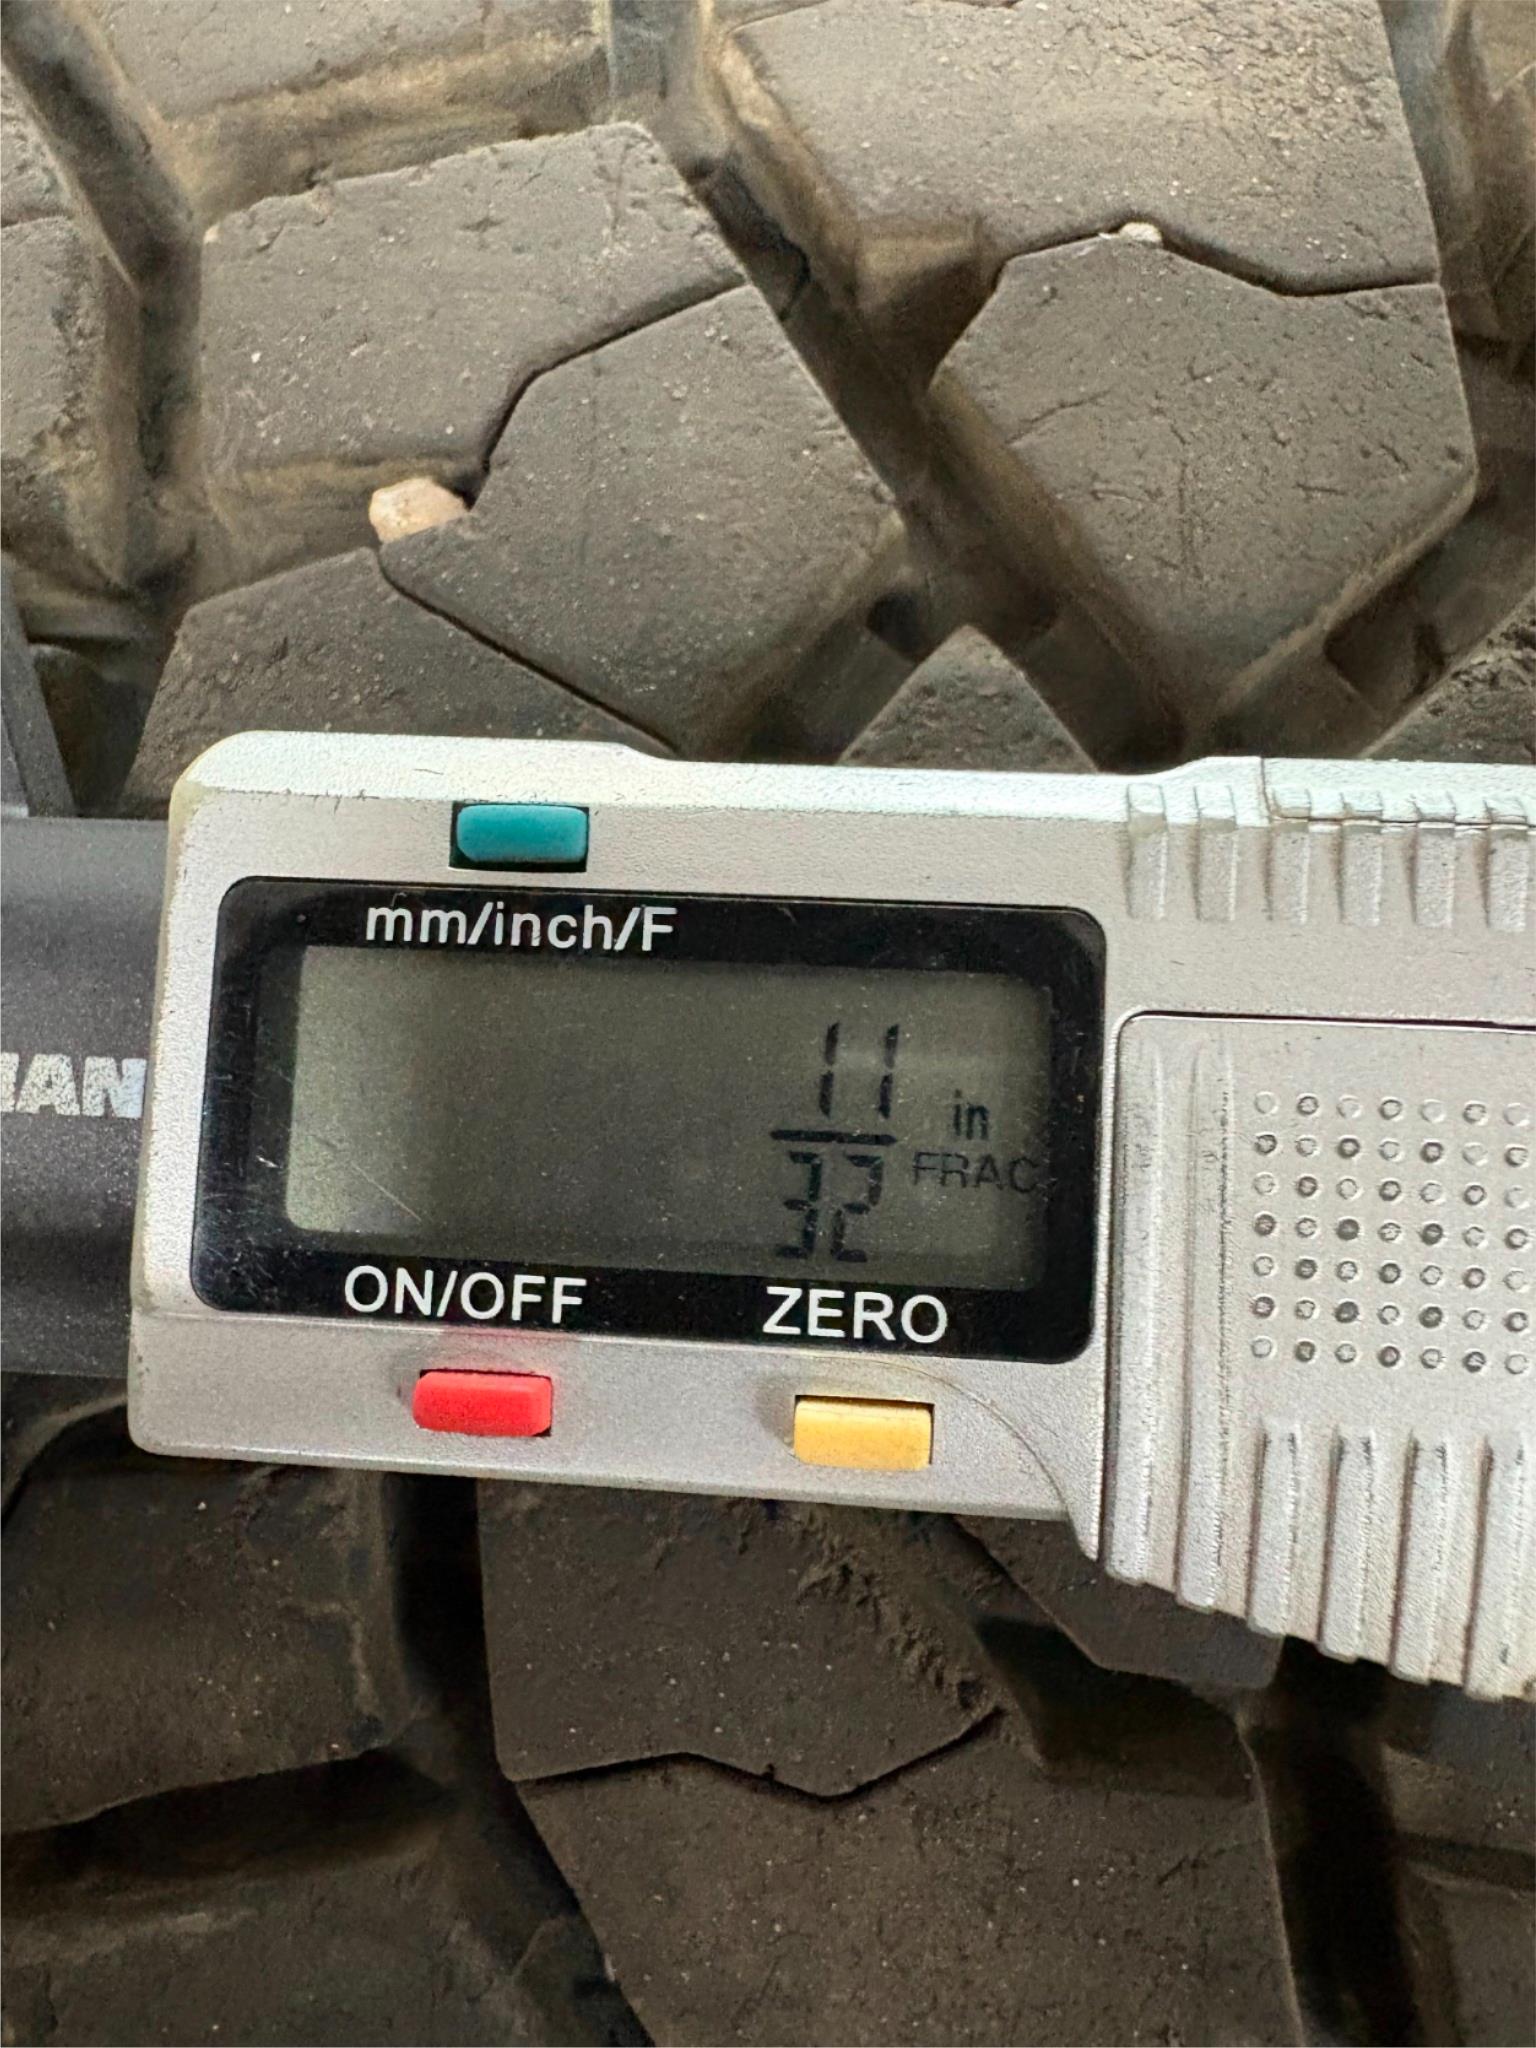 mm/inch/F
11
in
32
FRAC
ON/OFF
ZERO